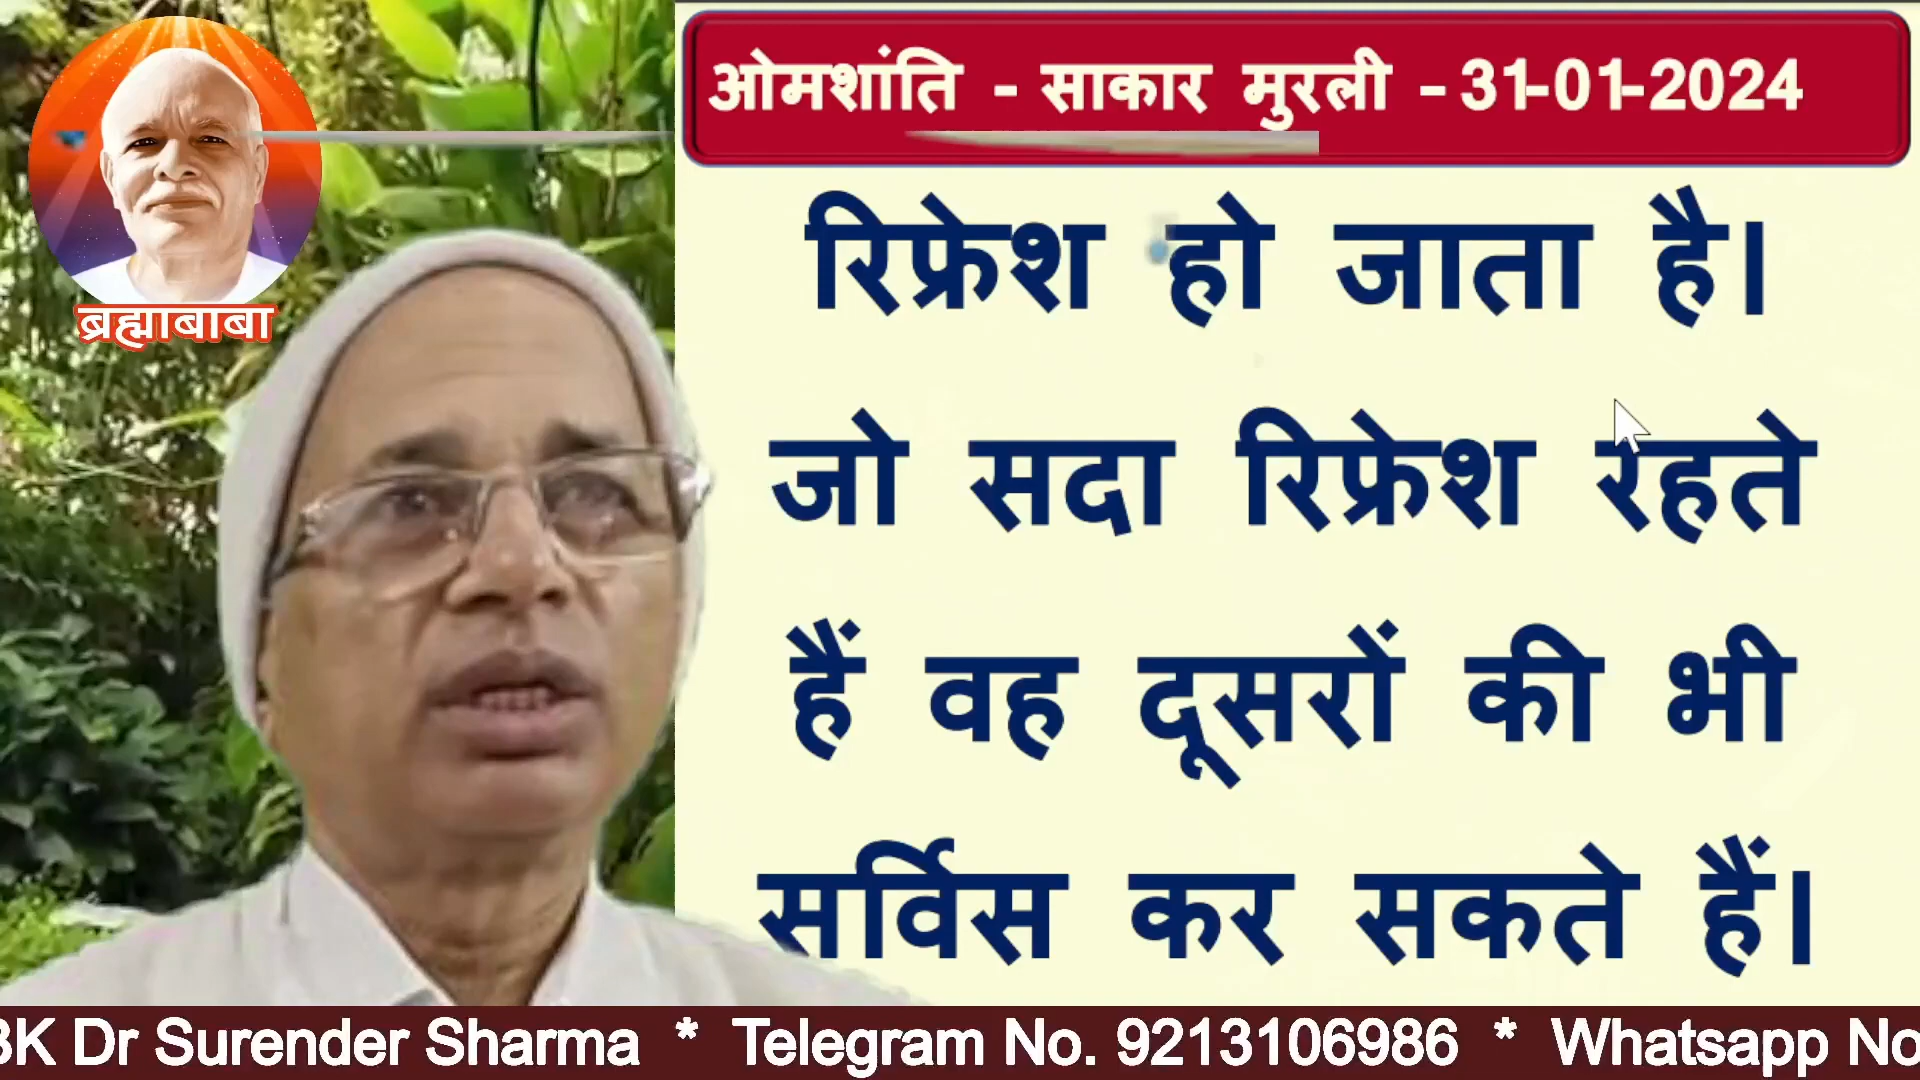 ओमशांति - साकार मुरली - 31-01-2024
ब्रह्माबाबा
रिफ्रेश हो जाता है।
जो सदा रिफ्रेश रहते
हैं वह दूसरों की भी
सर्विस कर सकते हैं।
BK Dr Surender Sharma * Telegram No. 9213106986 * Whatsapp No